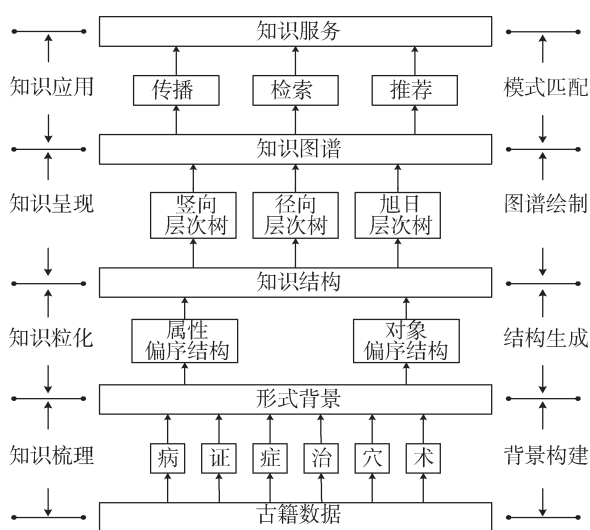 知识服务
知识应用
传播
检索
推荐
模式匹配
知识图谱
知识呈现
竖向
层次树
径向
层次树
旭日
层次树
图谱绘制
知识结构
知识粒化
属性
偏序结构
对象
偏序结构
结构生成
形式背景
知识梳理
病
证
症
治
穴
术
背景构建
古籍数据